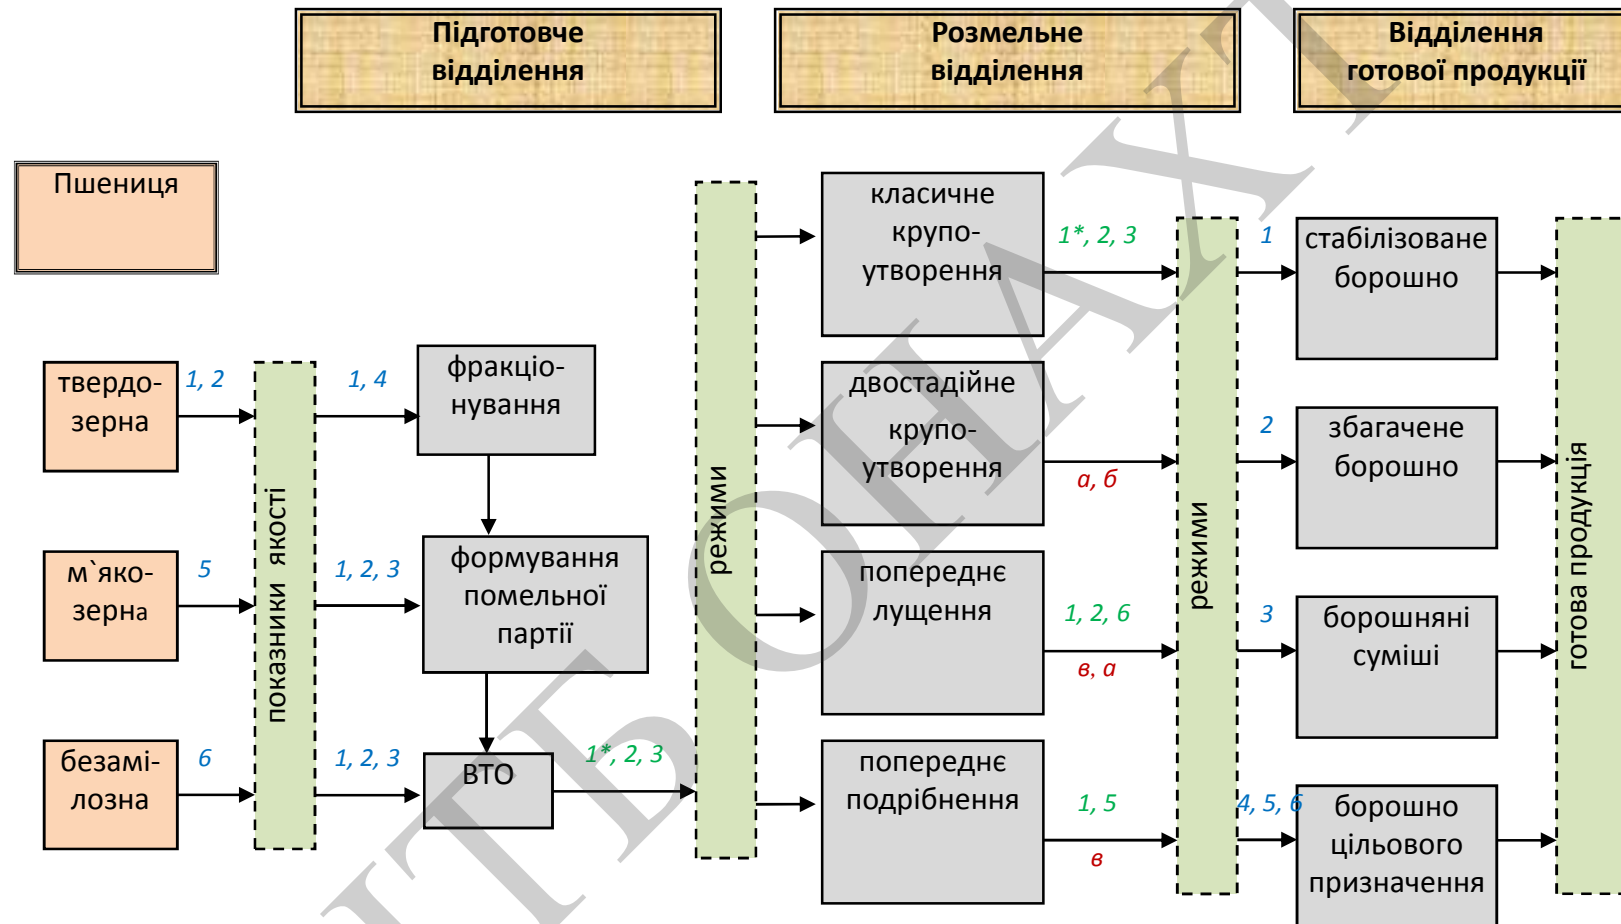 Підготовче
відділення
Розмельне
відділення
Відділення
готової продукції
Пшениця
твердо-
зерна
1, 2
м`яко-
зерна
5
безамі-
лозна
6
показники якості
1, 4
фракціо-
нування
1, 2, 3
формування
помельної
партії
1, 2, 3
ВТО
1*, 2, 3
режими
класичне
крупо-
утворення
1*, 2, 3
двостадійне
крупо-
утворення
а, б
попереднє
лущення
1, 2, 6
в, а
попереднє
подрібнення
1, 5
в
режими
1
стабілізоване
борошно
2
збагачене
борошно
3
борошняні
суміші
4, 5, 6
борошно
цільового
призначення
готова продукція
ОНАХТ